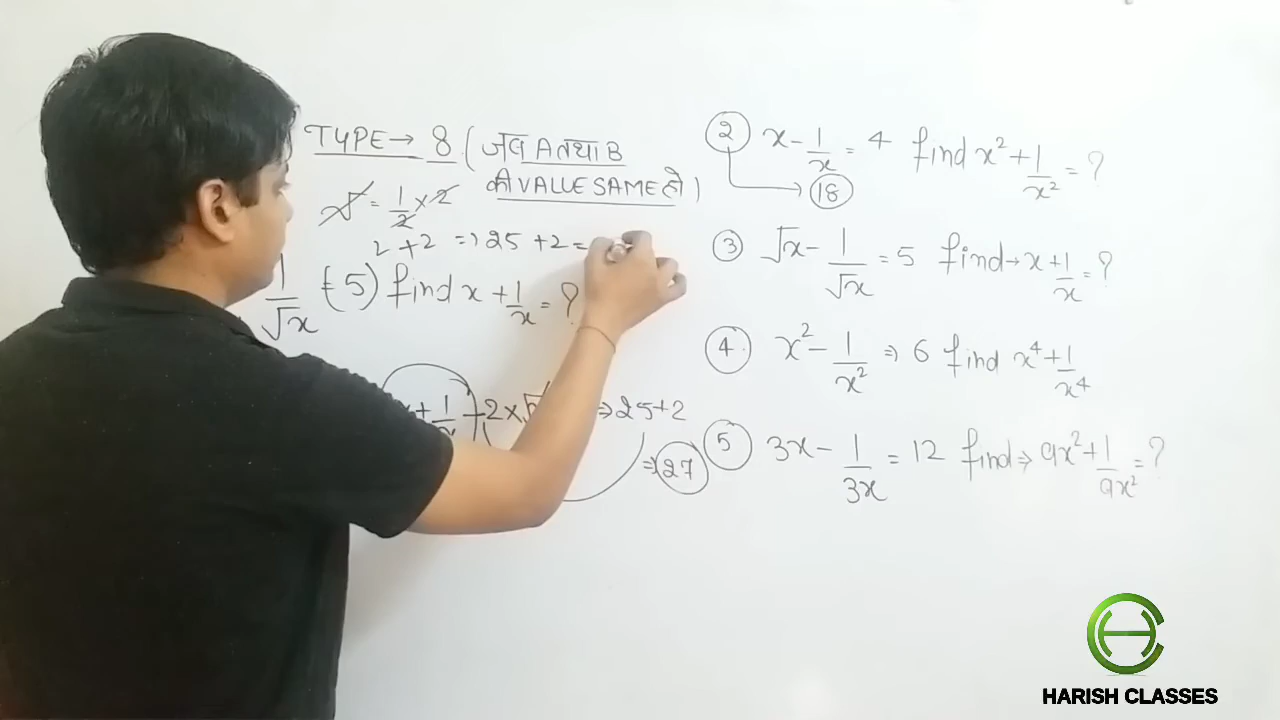 TYPE → 8 ( जब A तथा B
की VALUE SAME हो )
= 1/2 × 2
2 + 2 ⇒ 25 + 2 =
1/√x = 5) find x + 1/x = ?
x + 1/x - 2 × ⇒ 25 + 2
⇒ 27
2 x - 1/x = 4 find x² + 1/x² = ?
18
3 √x - 1/√x = 5 find → x + 1/x = ?
4. x² - 1/x² ⇒ 6 find x⁴ + 1/x⁴
5 3x - 1/3x = 12 find ⇒ 9x² + 1/9x² = ?
HARISH CLASSES